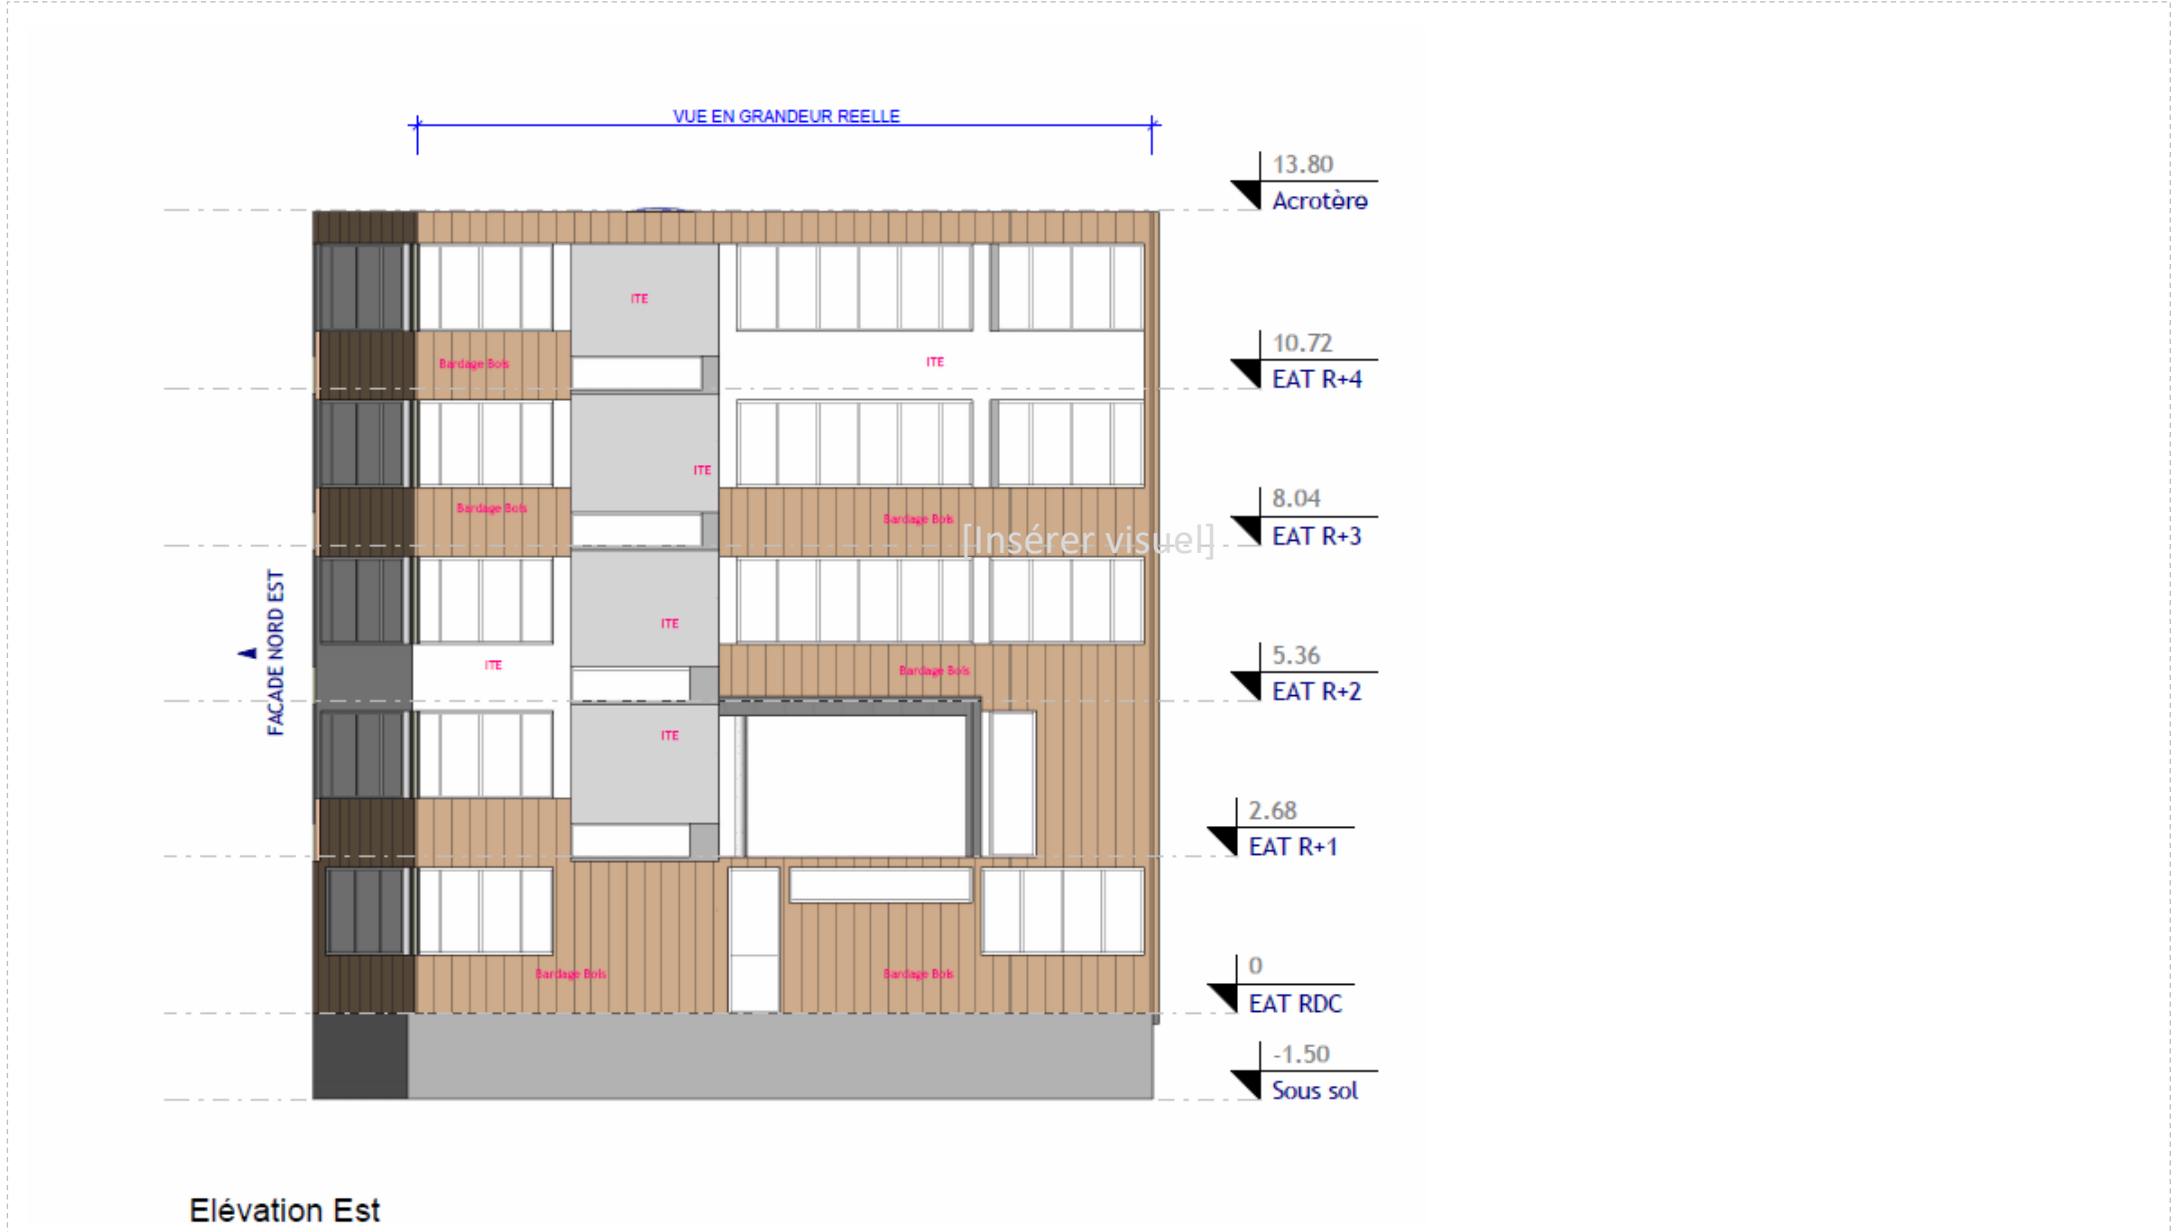 VUE EN GRANDEUR REELLE
13.80
Acrotère
ITE
10.72
EAT R+4
Bardage Bois
ITE
ITE
8.04
EAT R+3
Bardage Bois
Bardage Bois
[Insérer visuel]
FACADE NORD EST
ITE
5.36
EAT R+2
ITE
Bardage Bois
ITE
2.68
EAT R+1
0
EAT RDC
Bardage Bois
Bardage Bois
-1.50
Sous sol
Elévation Est